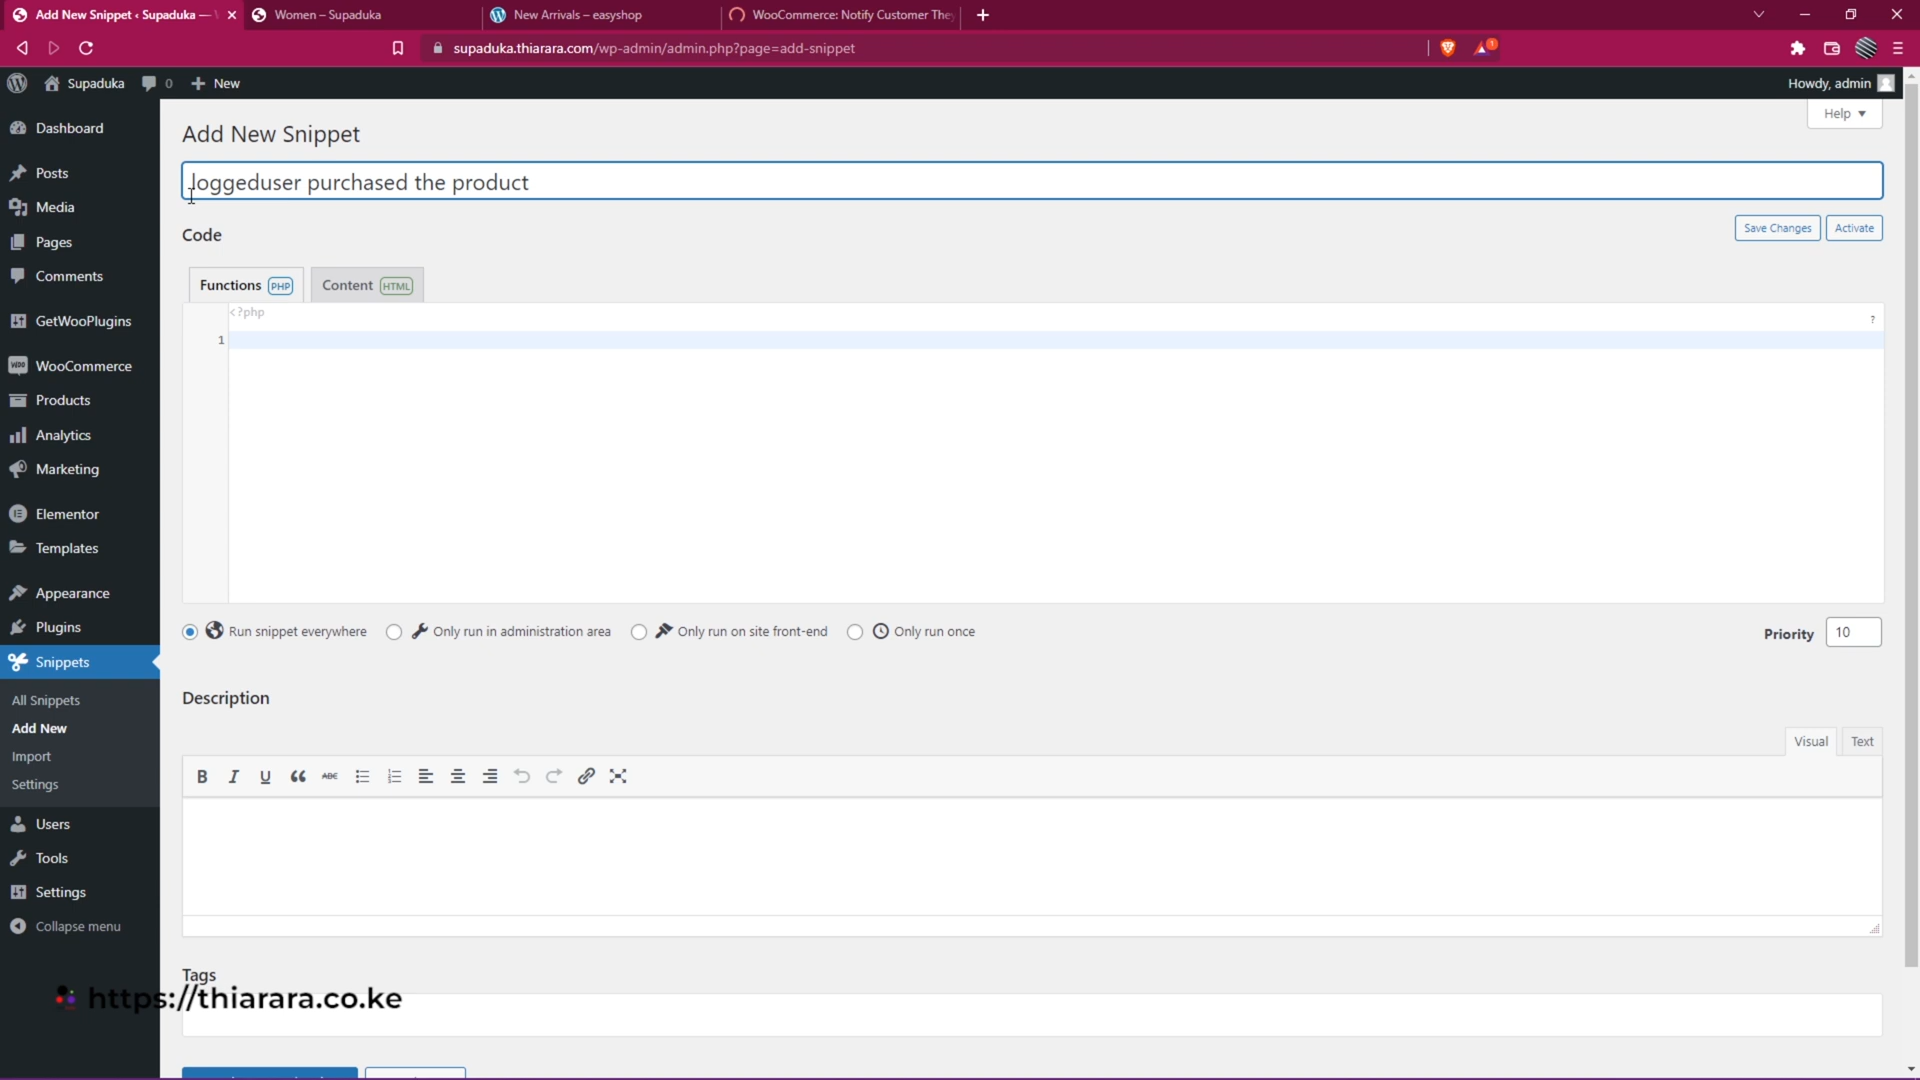 Add New Snippet ‹ Supaduka —
Women – Supaduka
New Arrivals – easyshop
WooCommerce: Notify Customer The
supaduka.thiarara.com/wp-admin/admin.php?page=add-snippet
1
Supaduka
0
New
Howdy, admin
Help
Dashboard
Posts
Media
Pages
Comments
GetWooPlugins
WooCommerce
Products
Analytics
Marketing
Elementor
Templates
Appearance
Plugins
Snippets
All Snippets
Add New
Import
Settings
Users
Tools
Settings
Collapse menu
Add New Snippet
loggeduser purchased the product
Code
Save Changes
Activate
Functions PHP
Content HTML
<?php
?
1
Run snippet everywhere
Only run in administration area
Only run on site front-end
Only run once
Priority
10
Description
Visual
Text
B I U ABC
Tags
https://thiarara.co.ke